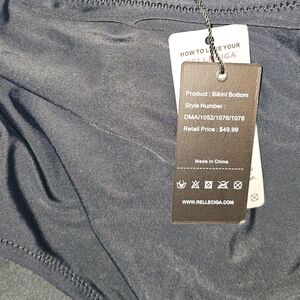 HOW TO LOVE YOUR
RELLECIGA
Product : Bikini Bottom
Style Number :
DMA/1052/1076/1078
Retail Price : $49.99
Made in China
WWW.RELLECIGA.COM